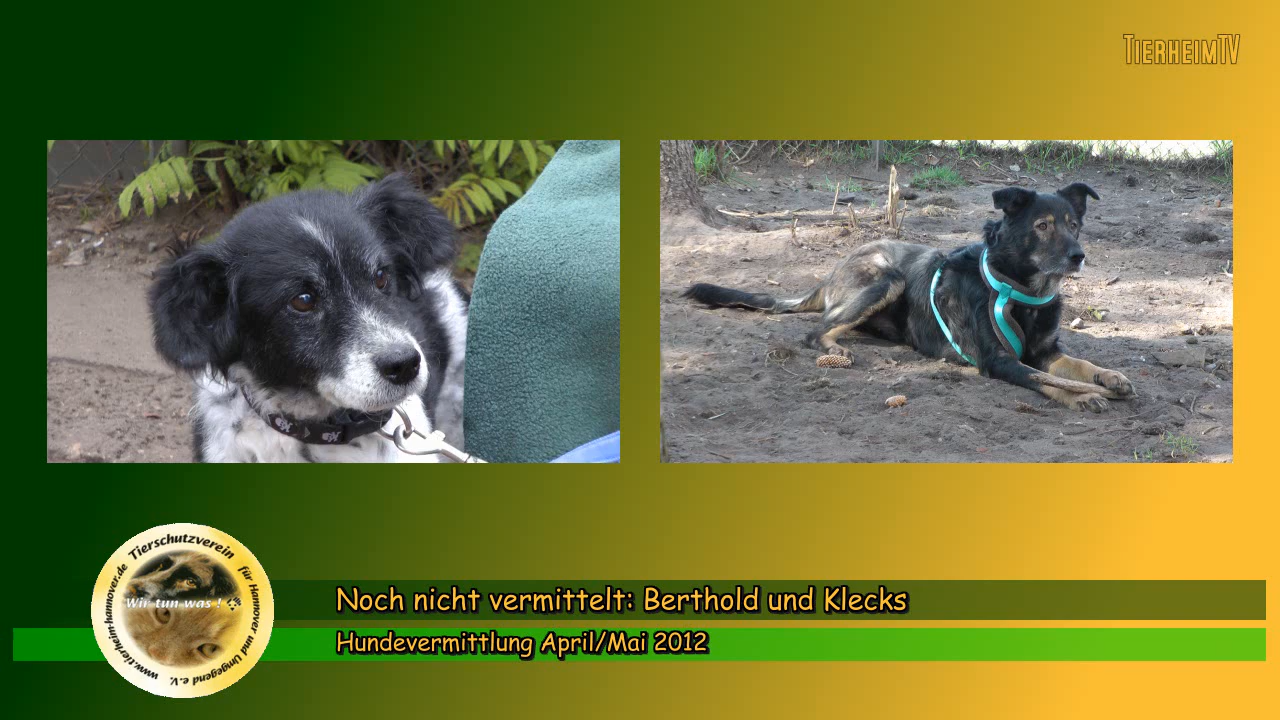 TIERHEIMTV
Tierschutzverein
für Hannover und Umgegend e.V.
www.tierheim-hannover.de
Wir tun was !
Noch nicht vermittelt: Berthold und Klecks
Hundevermittlung April/Mai 2012